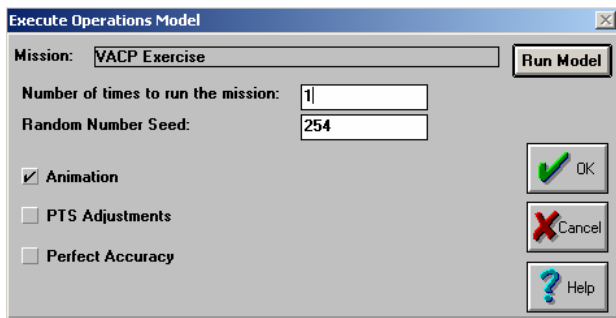 Execute Operations Model
Mission: VACP Exercise
Run Model
Number of times to run the mission: 1
Random Number Seed: 254
OK
Animation
PTS Adjustments
Cancel
Perfect Accuracy
Help